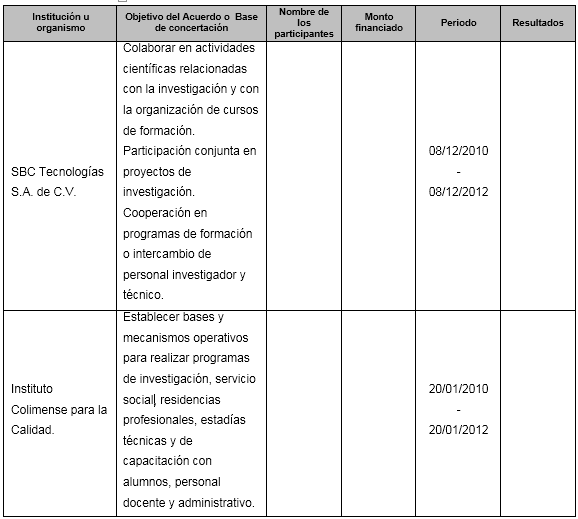 Institución u
organismo
Objetivo del Acuerdo o Base
de concertación
Nombre de
los
participantes
Monto
financiado
Periodo
Resultados
SBC Tecnologías
S.A. de C.V.
Colaborar en actividades
científicas relacionadas
con la investigación y con
la organización de cursos
de formación.
Participación conjunta en
proyectos de
investigación.
Cooperación en
programas de formación
o intercambio de
personal investigador y
técnico.
08/12/2010
-
08/12/2012
Instituto
Colimense para la
Calidad.
Establecer bases y
mecanismos operativos
para realizar programas
de investigación, servicio
social, residencias
profesionales, estadías
técnicas y de
capacitación con
alumnos, personal
docente y administrativo.
20/01/2010
-
20/01/2012